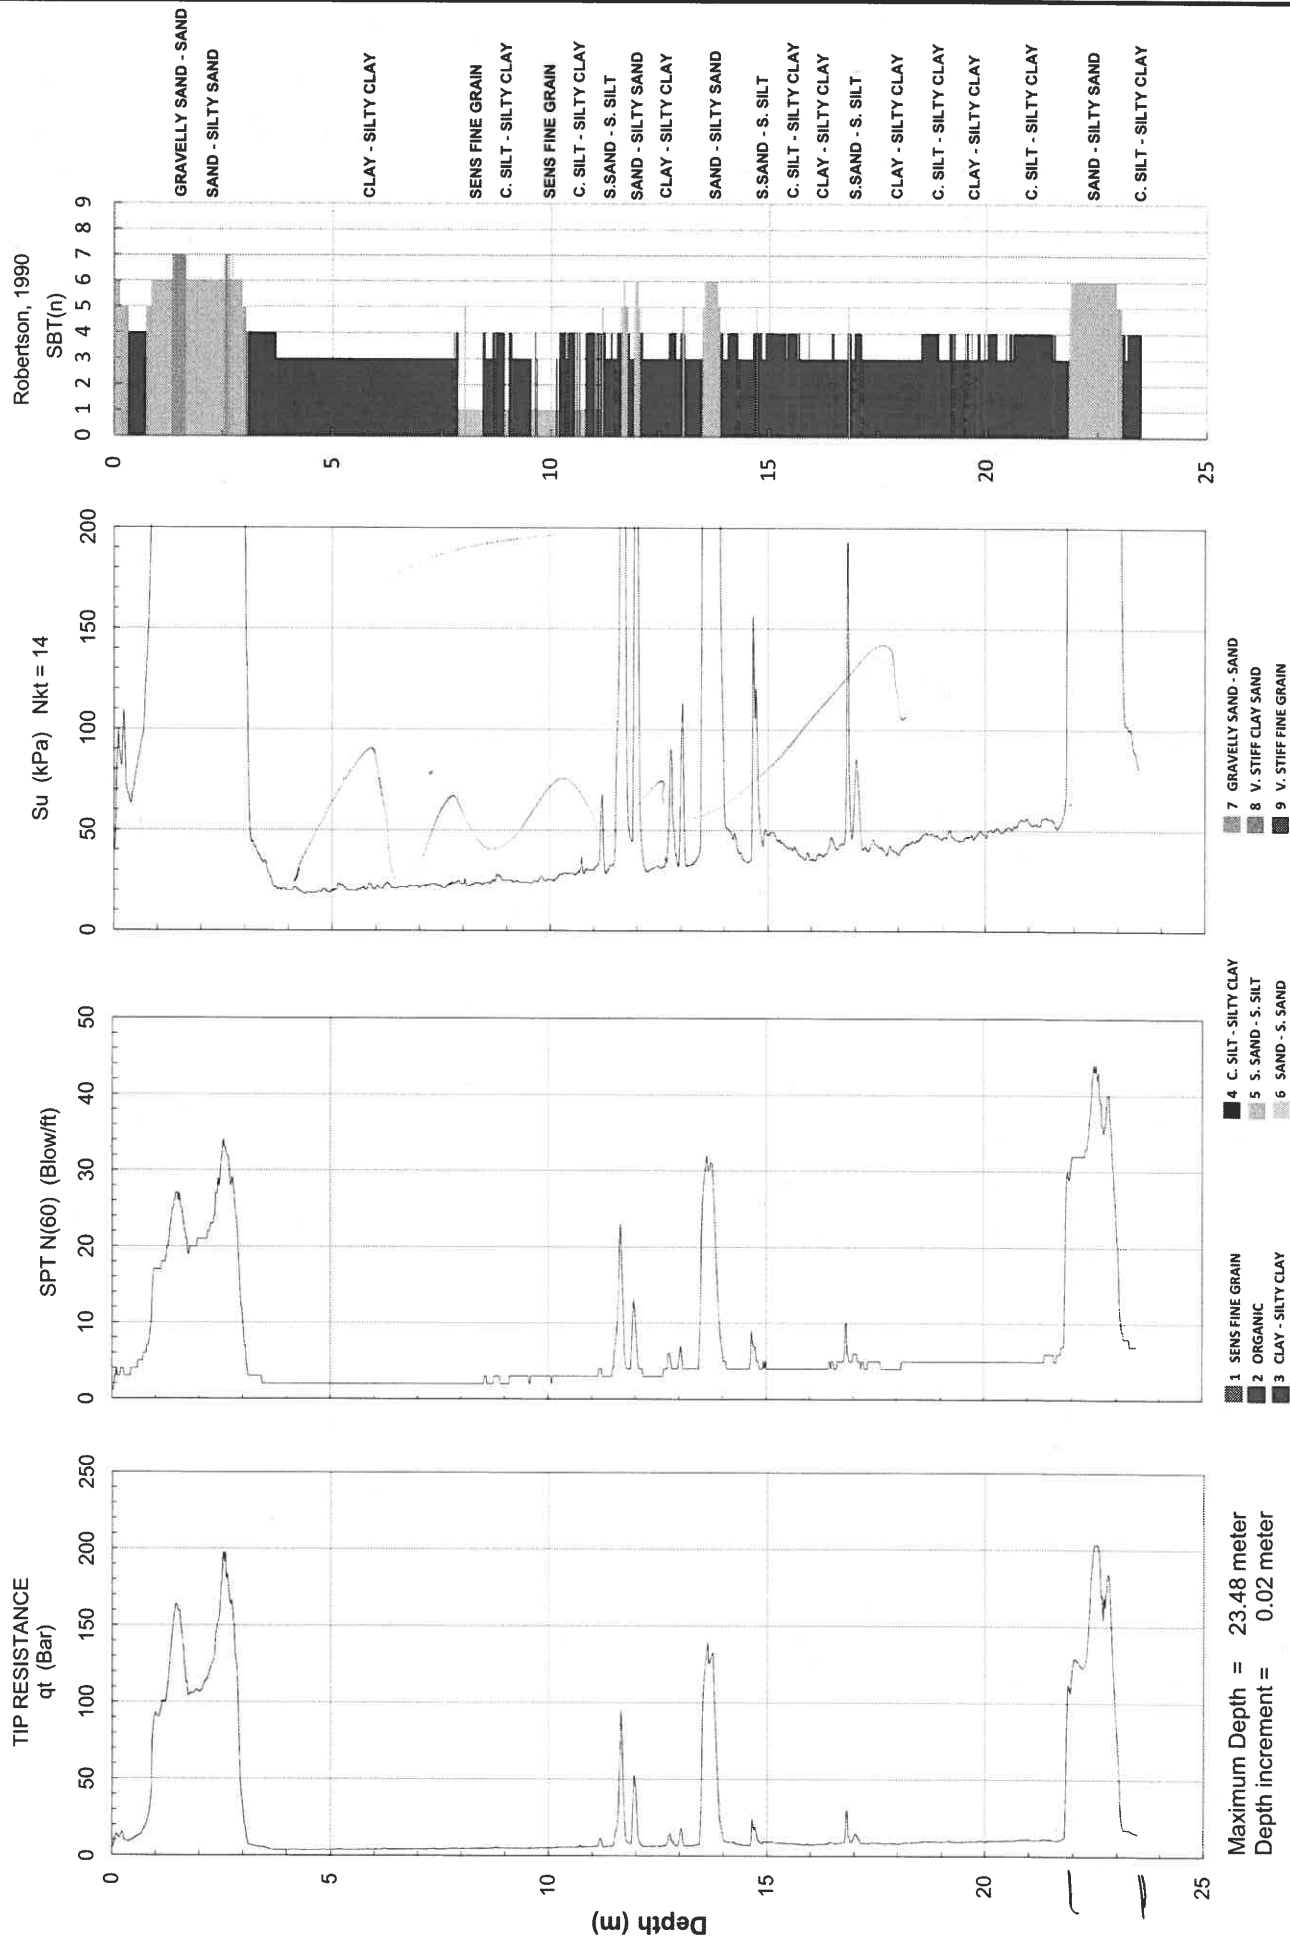 TIP RESISTANCE
qt (Bar)
0 50 100 150 200 250
SPT N(60) (Blow/ft)
0 10 20 30 40 50
Su (kPa) Nkt = 14
0 50 100 150 200
Robertson, 1990
SBT(n)
0 1 2 3 4 5 6 7 8 9
Depth (m)
0
5
10
15
20
25
0
5
10
15
20
25
GRAVELLY SAND - SAND
SAND - SILTY SAND
CLAY - SILTY CLAY
SENS FINE GRAIN
C. SILT - SILTY CLAY
SENS FINE GRAIN
C. SILT - SILTY CLAY
S.SAND - S. SILT
SAND - SILTY SAND
CLAY - SILTY CLAY
SAND - SILTY SAND
S.SAND - S. SILT
C. SILT - SILTY CLAY
CLAY - SILTY CLAY
S.SAND - S. SILT
CLAY - SILTY CLAY
C. SILT - SILTY CLAY
CLAY - SILTY CLAY
C. SILT - SILTY CLAY
SAND - SILTY SAND
C. SILT - SILTY CLAY
Maximum Depth = 23.48 meter
Depth increment = 0.02 meter
1 SENS FINE GRAIN
2 ORGANIC
3 CLAY - SILTY CLAY
4 C. SILT - SILTY CLAY
5 S. SAND - S.SILT
6 SAND - S. SAND
7 GRAVELLY SAND - SAND
8 V. STIFF CLAY SAND
9 V. STIFF FINE GRAIN